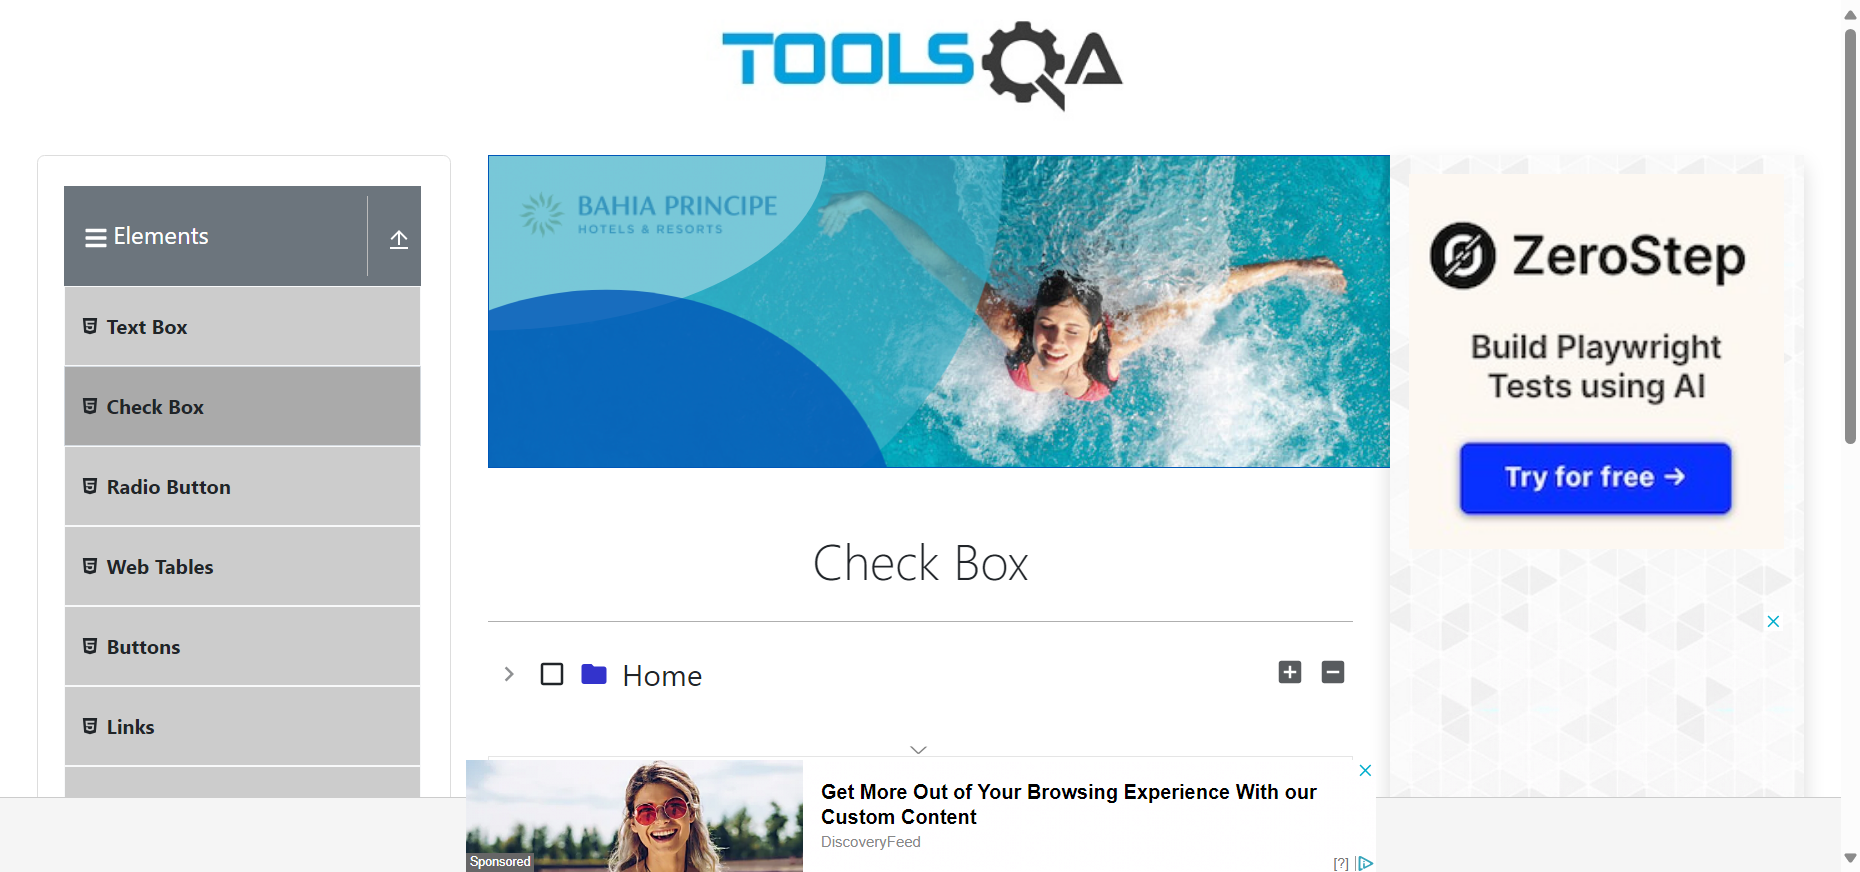 TOOLSQA
Elements
Text Box
Check Box
Radio Button
Web Tables
Buttons
Links
BAHIA PRINCIPE
HOTELS & RESORTS
ZeroStep
Build Playwright
Tests using AI
Try for free →
Check Box
Home
Get More Out of Your Browsing Experience With our
Custom Content
DiscoveryFeed
Sponsored
[?]